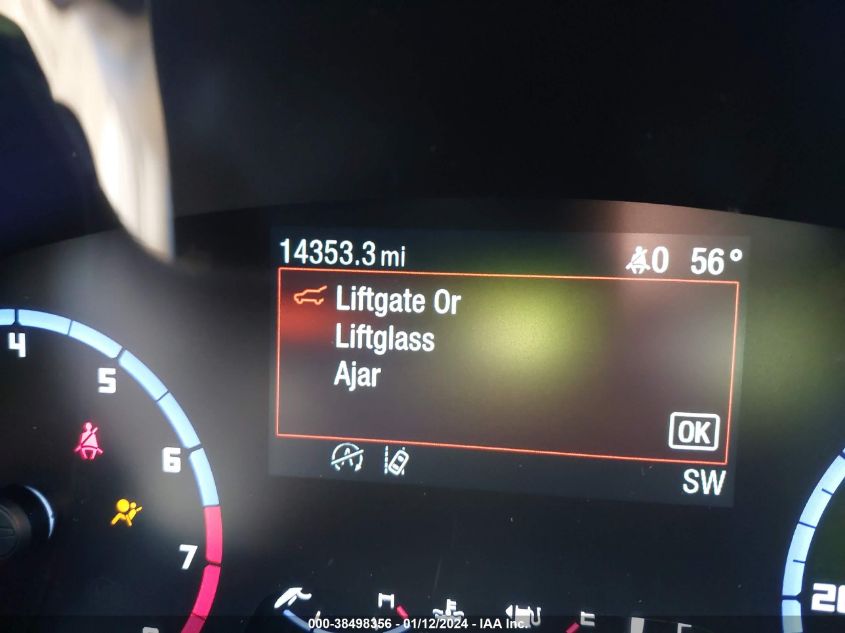 14353.3 mi
0 56°
Liftgate Or
Liftglass
Ajar
OK
SW
4
5
6
7
20
000-38498356 - 01/12/2024 - IAA Inc.